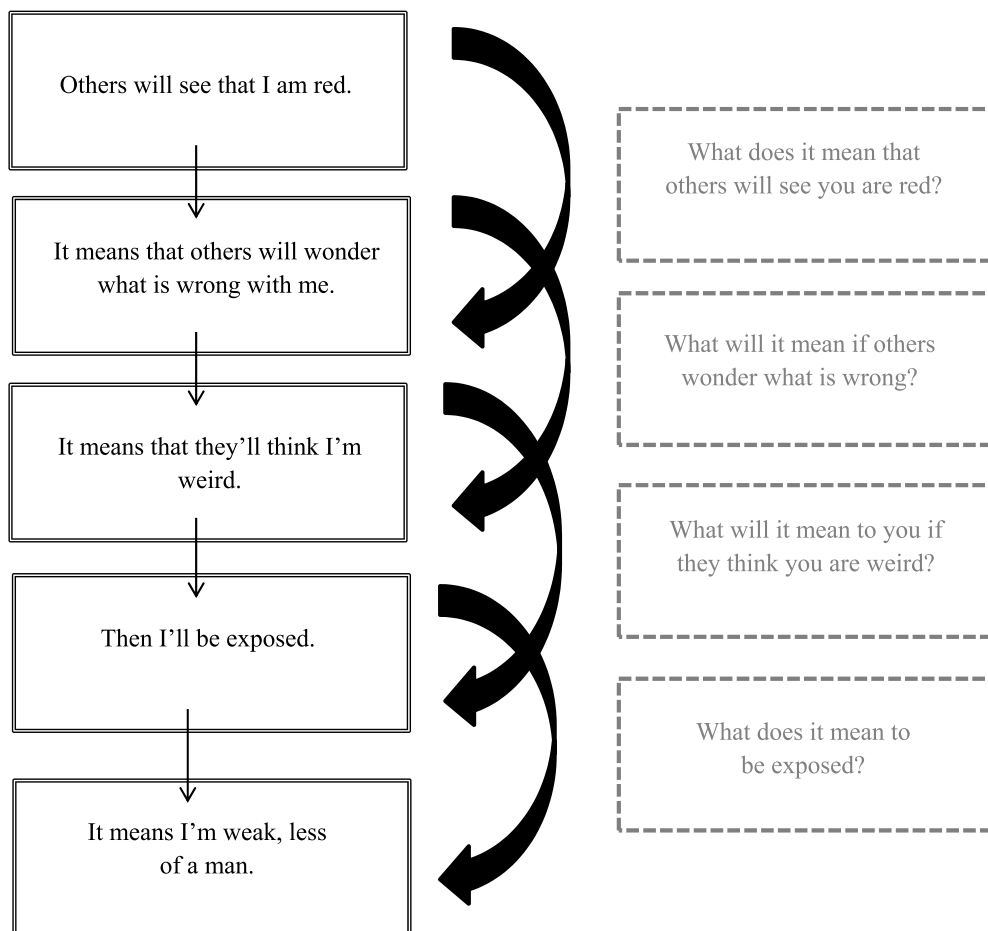 Others will see that I am red.
What does it mean that
others will see you are red?
It means that others will wonder
what is wrong with me.
What will it mean if others
wonder what is wrong?
It means that they’ll think I’m
weird.
What will it mean to you if
they think you are weird?
Then I’ll be exposed.
What does it mean to
be exposed?
It means I’m weak, less
of a man.